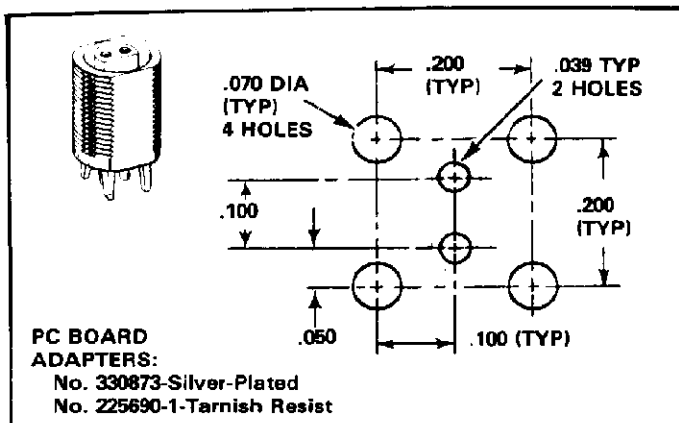 .070 DIA
(TYP)
4 HOLES
.200
(TYP)
.039 TYP
2 HOLES
.100
.200
(TYP)
.050
.100 (TYP)
PC BOARD
ADAPTERS:
No. 330873-Silver-Plated
No. 225690-1-Tarnish Resist